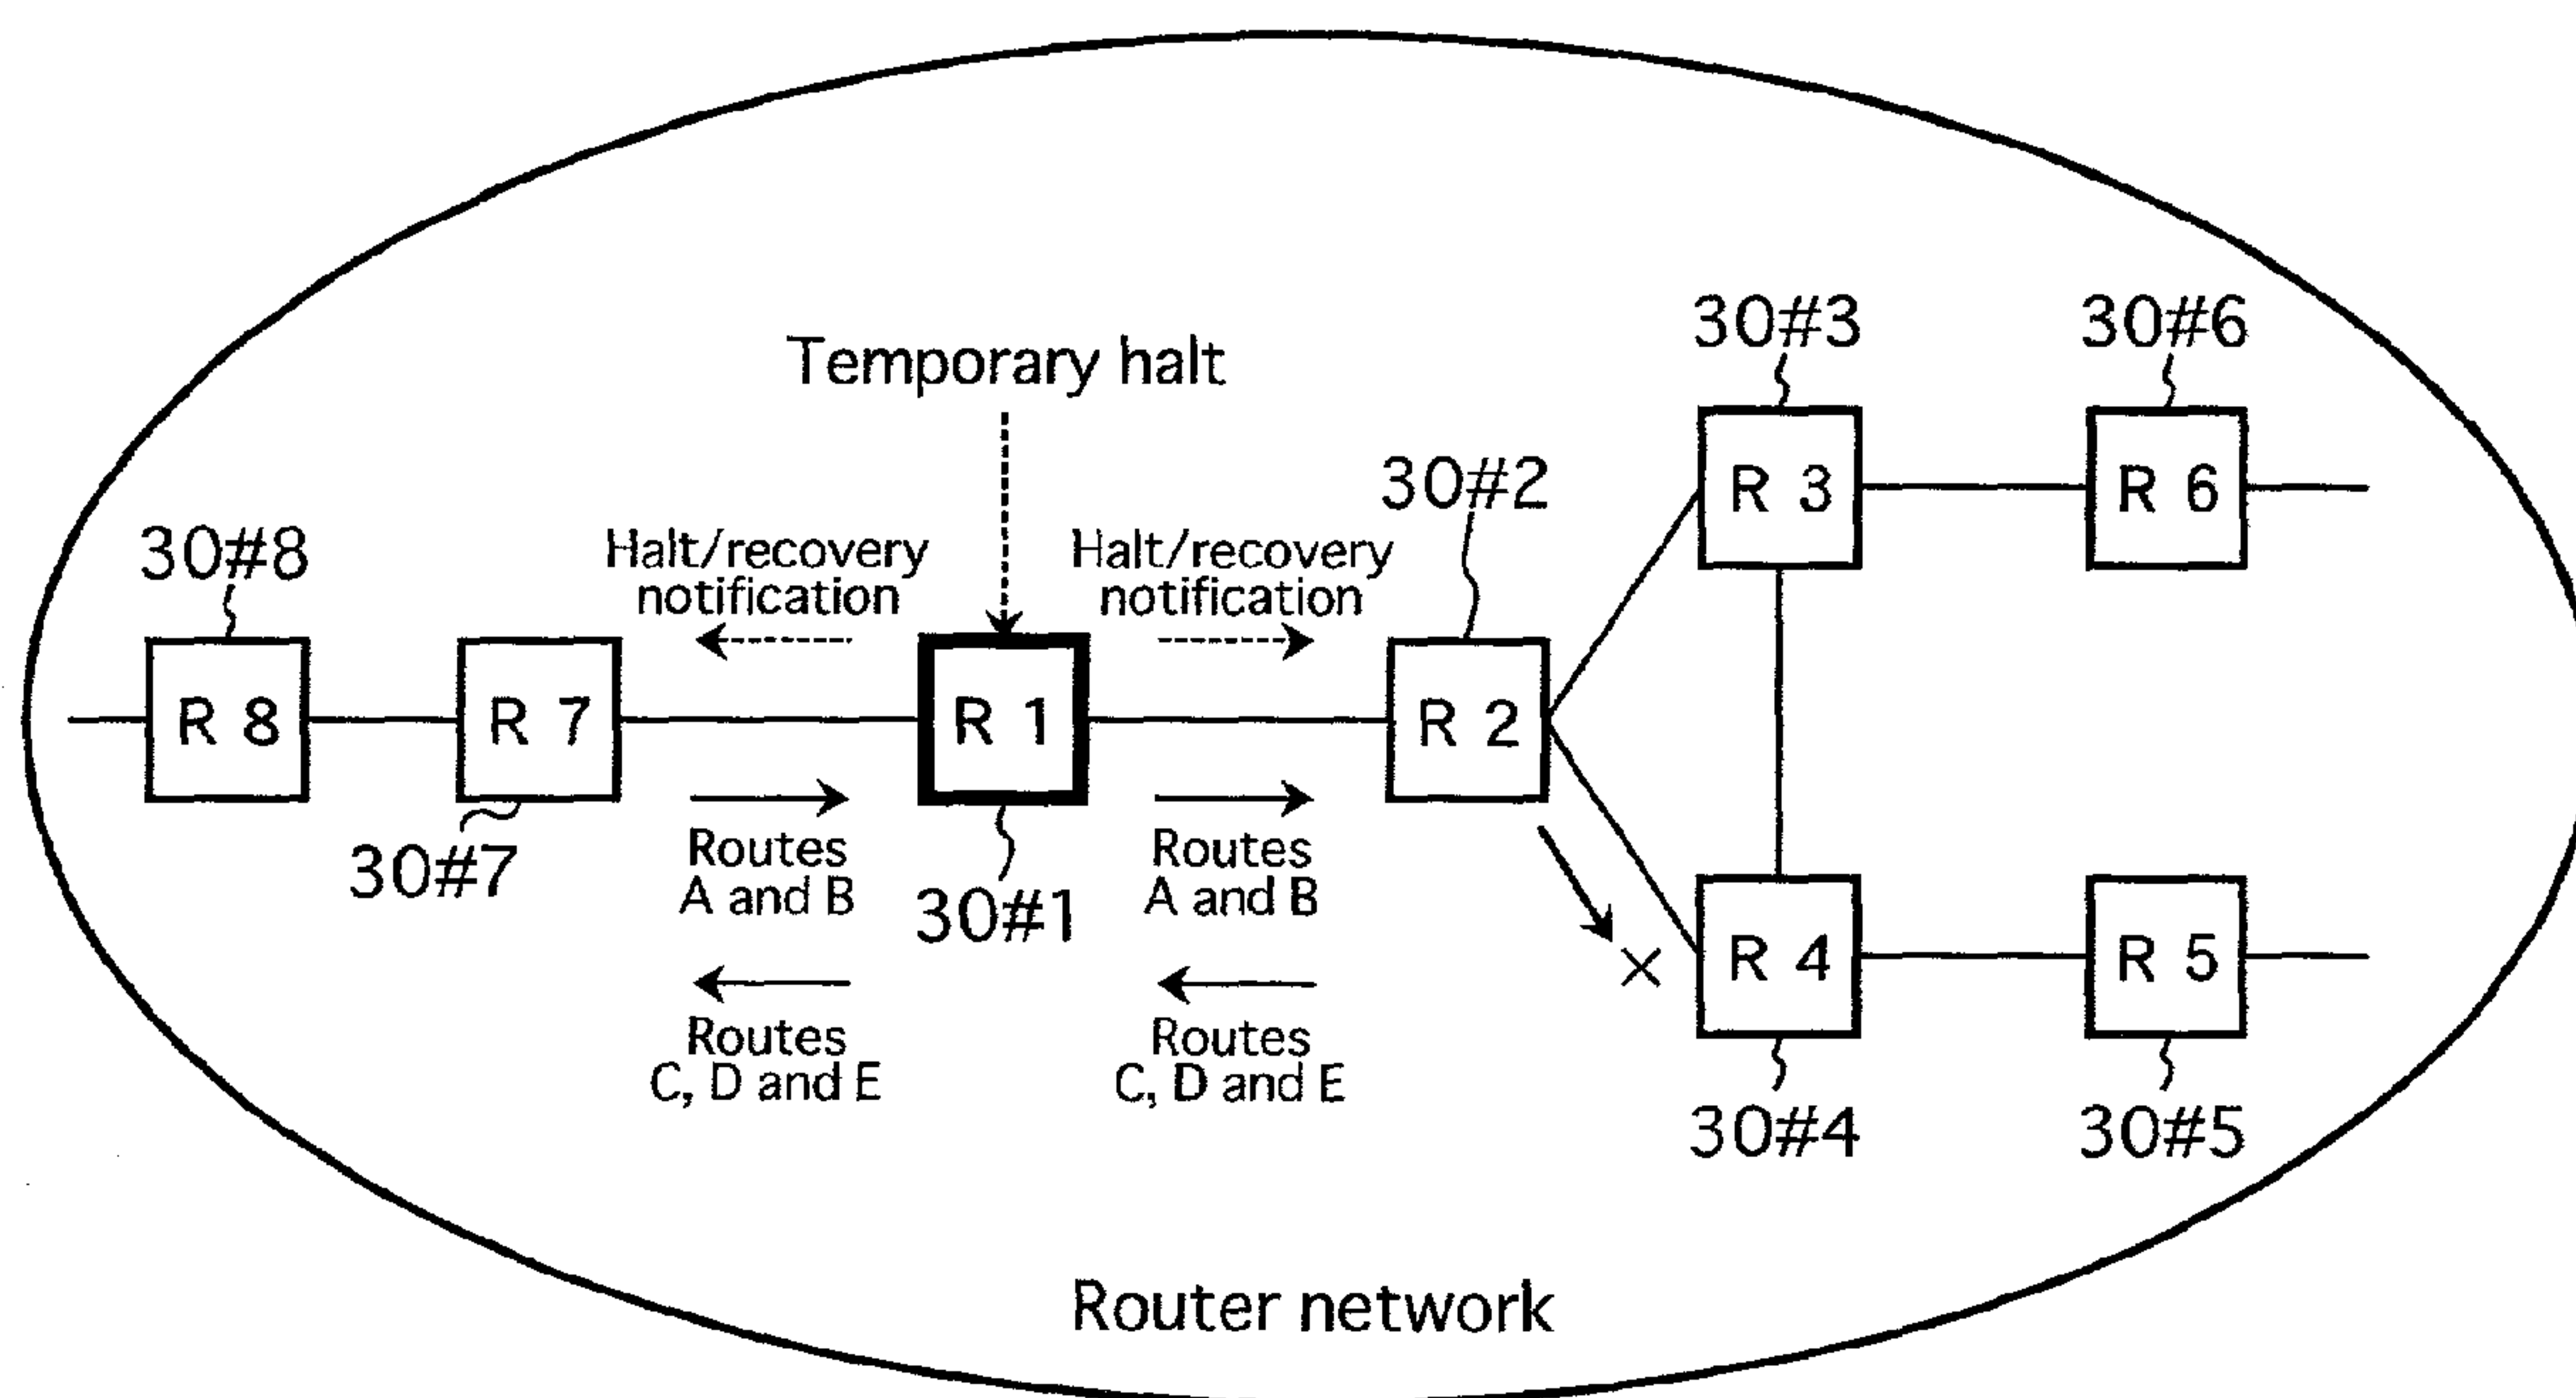 30#3
30#6
Temporary halt
30#2
R 3
R 6
30#8
Halt/recovery
notification
Halt/recovery
notification
R 8
R 7
R 1
R 2
30#7
Routes
A and B
30#1
Routes
A and B
×
R 4
R 5
Routes
C, D and E
Routes
C, D and E
30#4
30#5
Router network